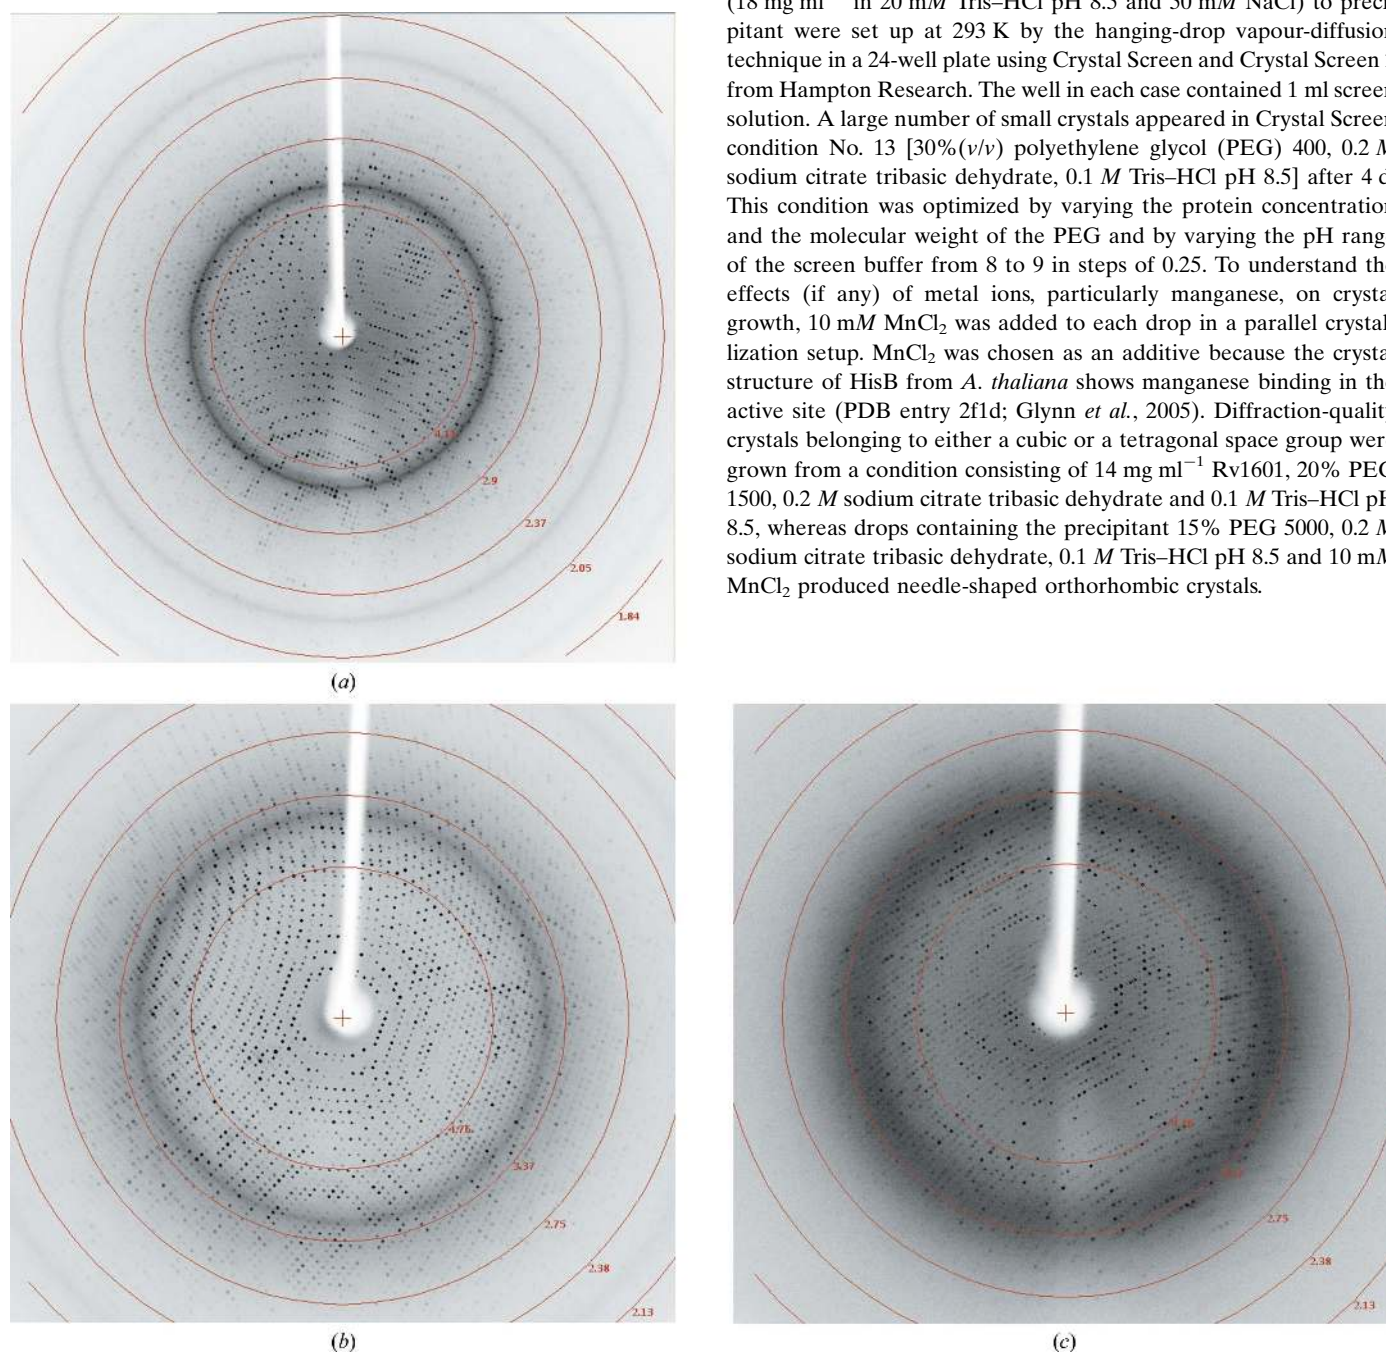 (18 mg ml⁻¹ in 20 mM Tris–HCl pH 8.5 and 50 mM NaCl) to preci
pitant were set up at 293 K by the hanging-drop vapour-diffusion
technique in a 24-well plate using Crystal Screen and Crystal Screen
from Hampton Research. The well in each case contained 1 ml screen
solution. A large number of small crystals appeared in Crystal Screen
condition No. 13 [30%(v/v) polyethylene glycol (PEG) 400, 0.2 M
sodium citrate tribasic dehydrate, 0.1 M Tris–HCl pH 8.5] after 4 d
This condition was optimized by varying the protein concentration
and the molecular weight of the PEG and by varying the pH rang
of the screen buffer from 8 to 9 in steps of 0.25. To understand th
effects (if any) of metal ions, particularly manganese, on crysta
growth, 10 mM MnCl₂ was added to each drop in a parallel crystal
lization setup. MnCl₂ was chosen as an additive because the crysta
structure of HisB from A. thaliana shows manganese binding in the
active site (PDB entry 2f1d; Glynn et al., 2005). Diffraction-quality
crystals belonging to either a cubic or a tetragonal space group wer
grown from a condition consisting of 14 mg ml⁻¹ Rv1601, 20% PEG
1500, 0.2 M sodium citrate tribasic dehydrate and 0.1 M Tris–HCl pH
8.5, whereas drops containing the precipitant 15% PEG 5000, 0.2 M
sodium citrate tribasic dehydrate, 0.1 M Tris–HCl pH 8.5 and 10 mM
MnCl₂ produced needle-shaped orthorhombic crystals.
2.9
2.37
2.05
1.84
(a)
4.76
3.37
2.75
2.38
2.13
(b)
2.75
2.38
2.13
(c)